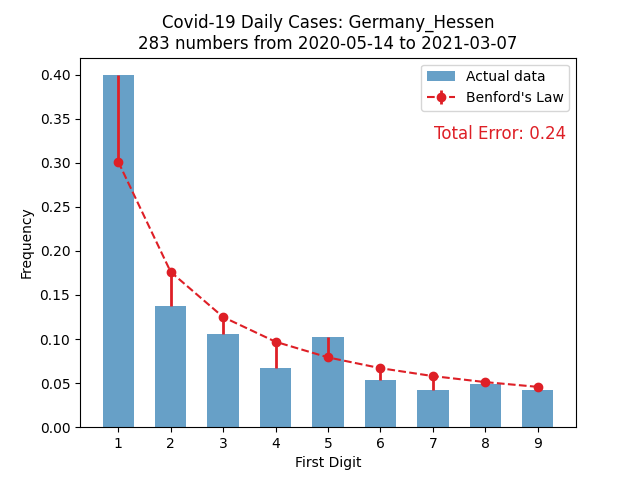 Covid-19 Daily Cases: Germany_Hessen
283 numbers from 2020-05-14 to 2021-03-07
Actual data
Benford's Law
Total Error: 0.24
Frequency
0.40
0.35
0.30
0.25
0.20
0.15
0.10
0.05
0.00
1 2 3 4 5 6 7 8 9
First Digit